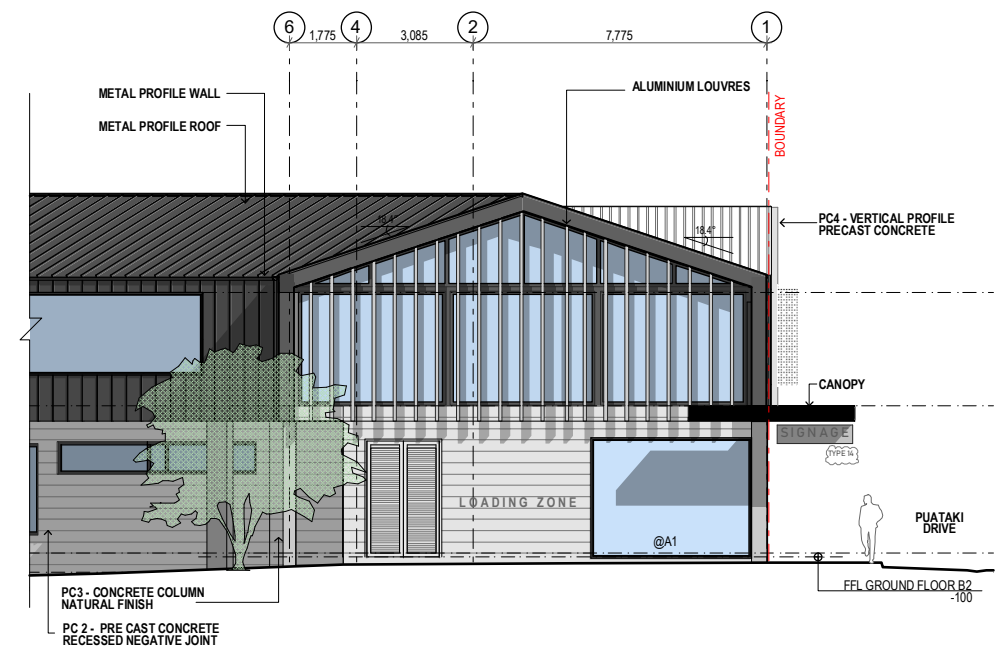 6
4
2
1
1,775
3,085
7,775
METAL PROFILE WALL
METAL PROFILE ROOF
ALUMINIUM LOUVRES
BOUNDARY
18.4°
18.4°
PC4 - VERTICAL PROFILE
PRECAST CONCRETE
CANOPY
SIGNAGE
TYPE 14
LOADING ZONE
@A1
PUATAKI
DRIVE
FFL GROUND FLOOR B2
-100
PC3 - CONCRETE COLUMN
NATURAL FINISH
PC 2 - PRE CAST CONCRETE
RECESSED NEGATIVE JOINT